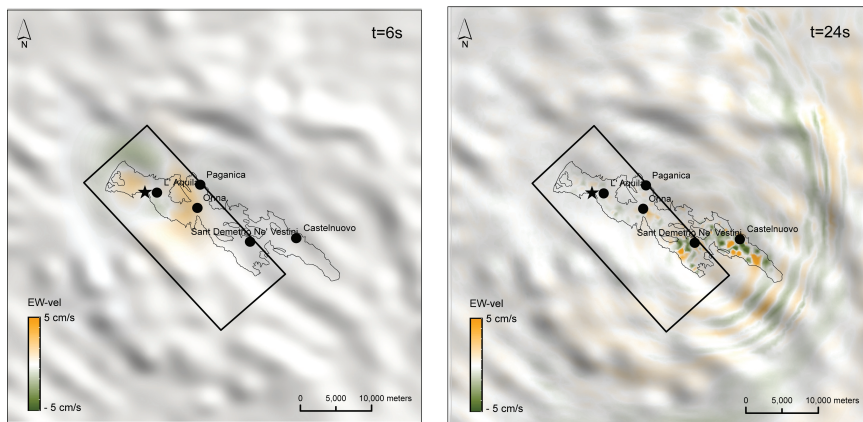 N
t=6s
Paganica
L' Aquila
Onna
Sant Demetrio Ne' Vestini
Castelnuovo
EW-vel
5 cm/s
- 5 cm/s
0 5,000 10,000 meters
N
t=24s
Paganica
L' Aquila
Onna
Sant Demetrio Ne' Vestini
Castelnuovo
EW-vel
5 cm/s
- 5 cm/s
0 5,000 10,000 meters